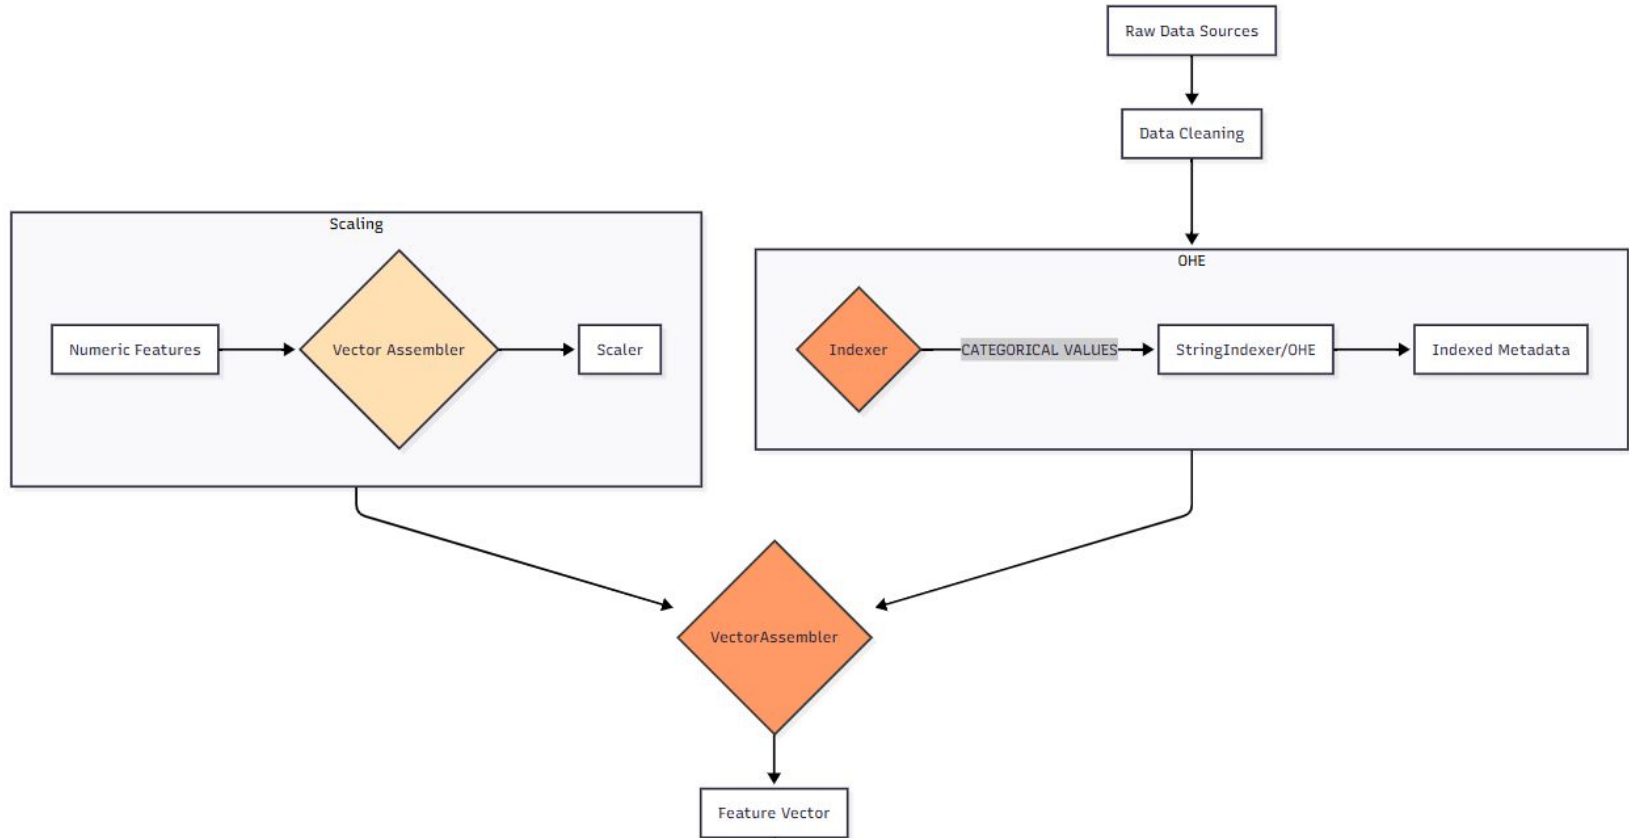 Raw Data Sources
Data Cleaning
Scaling
Numeric Features
Vector Assembler
Scaler
OHE
Indexer
CATEGORICAL VALUES
StringIndexer/OHE
Indexed Metadata
VectorAssembler
Feature Vector